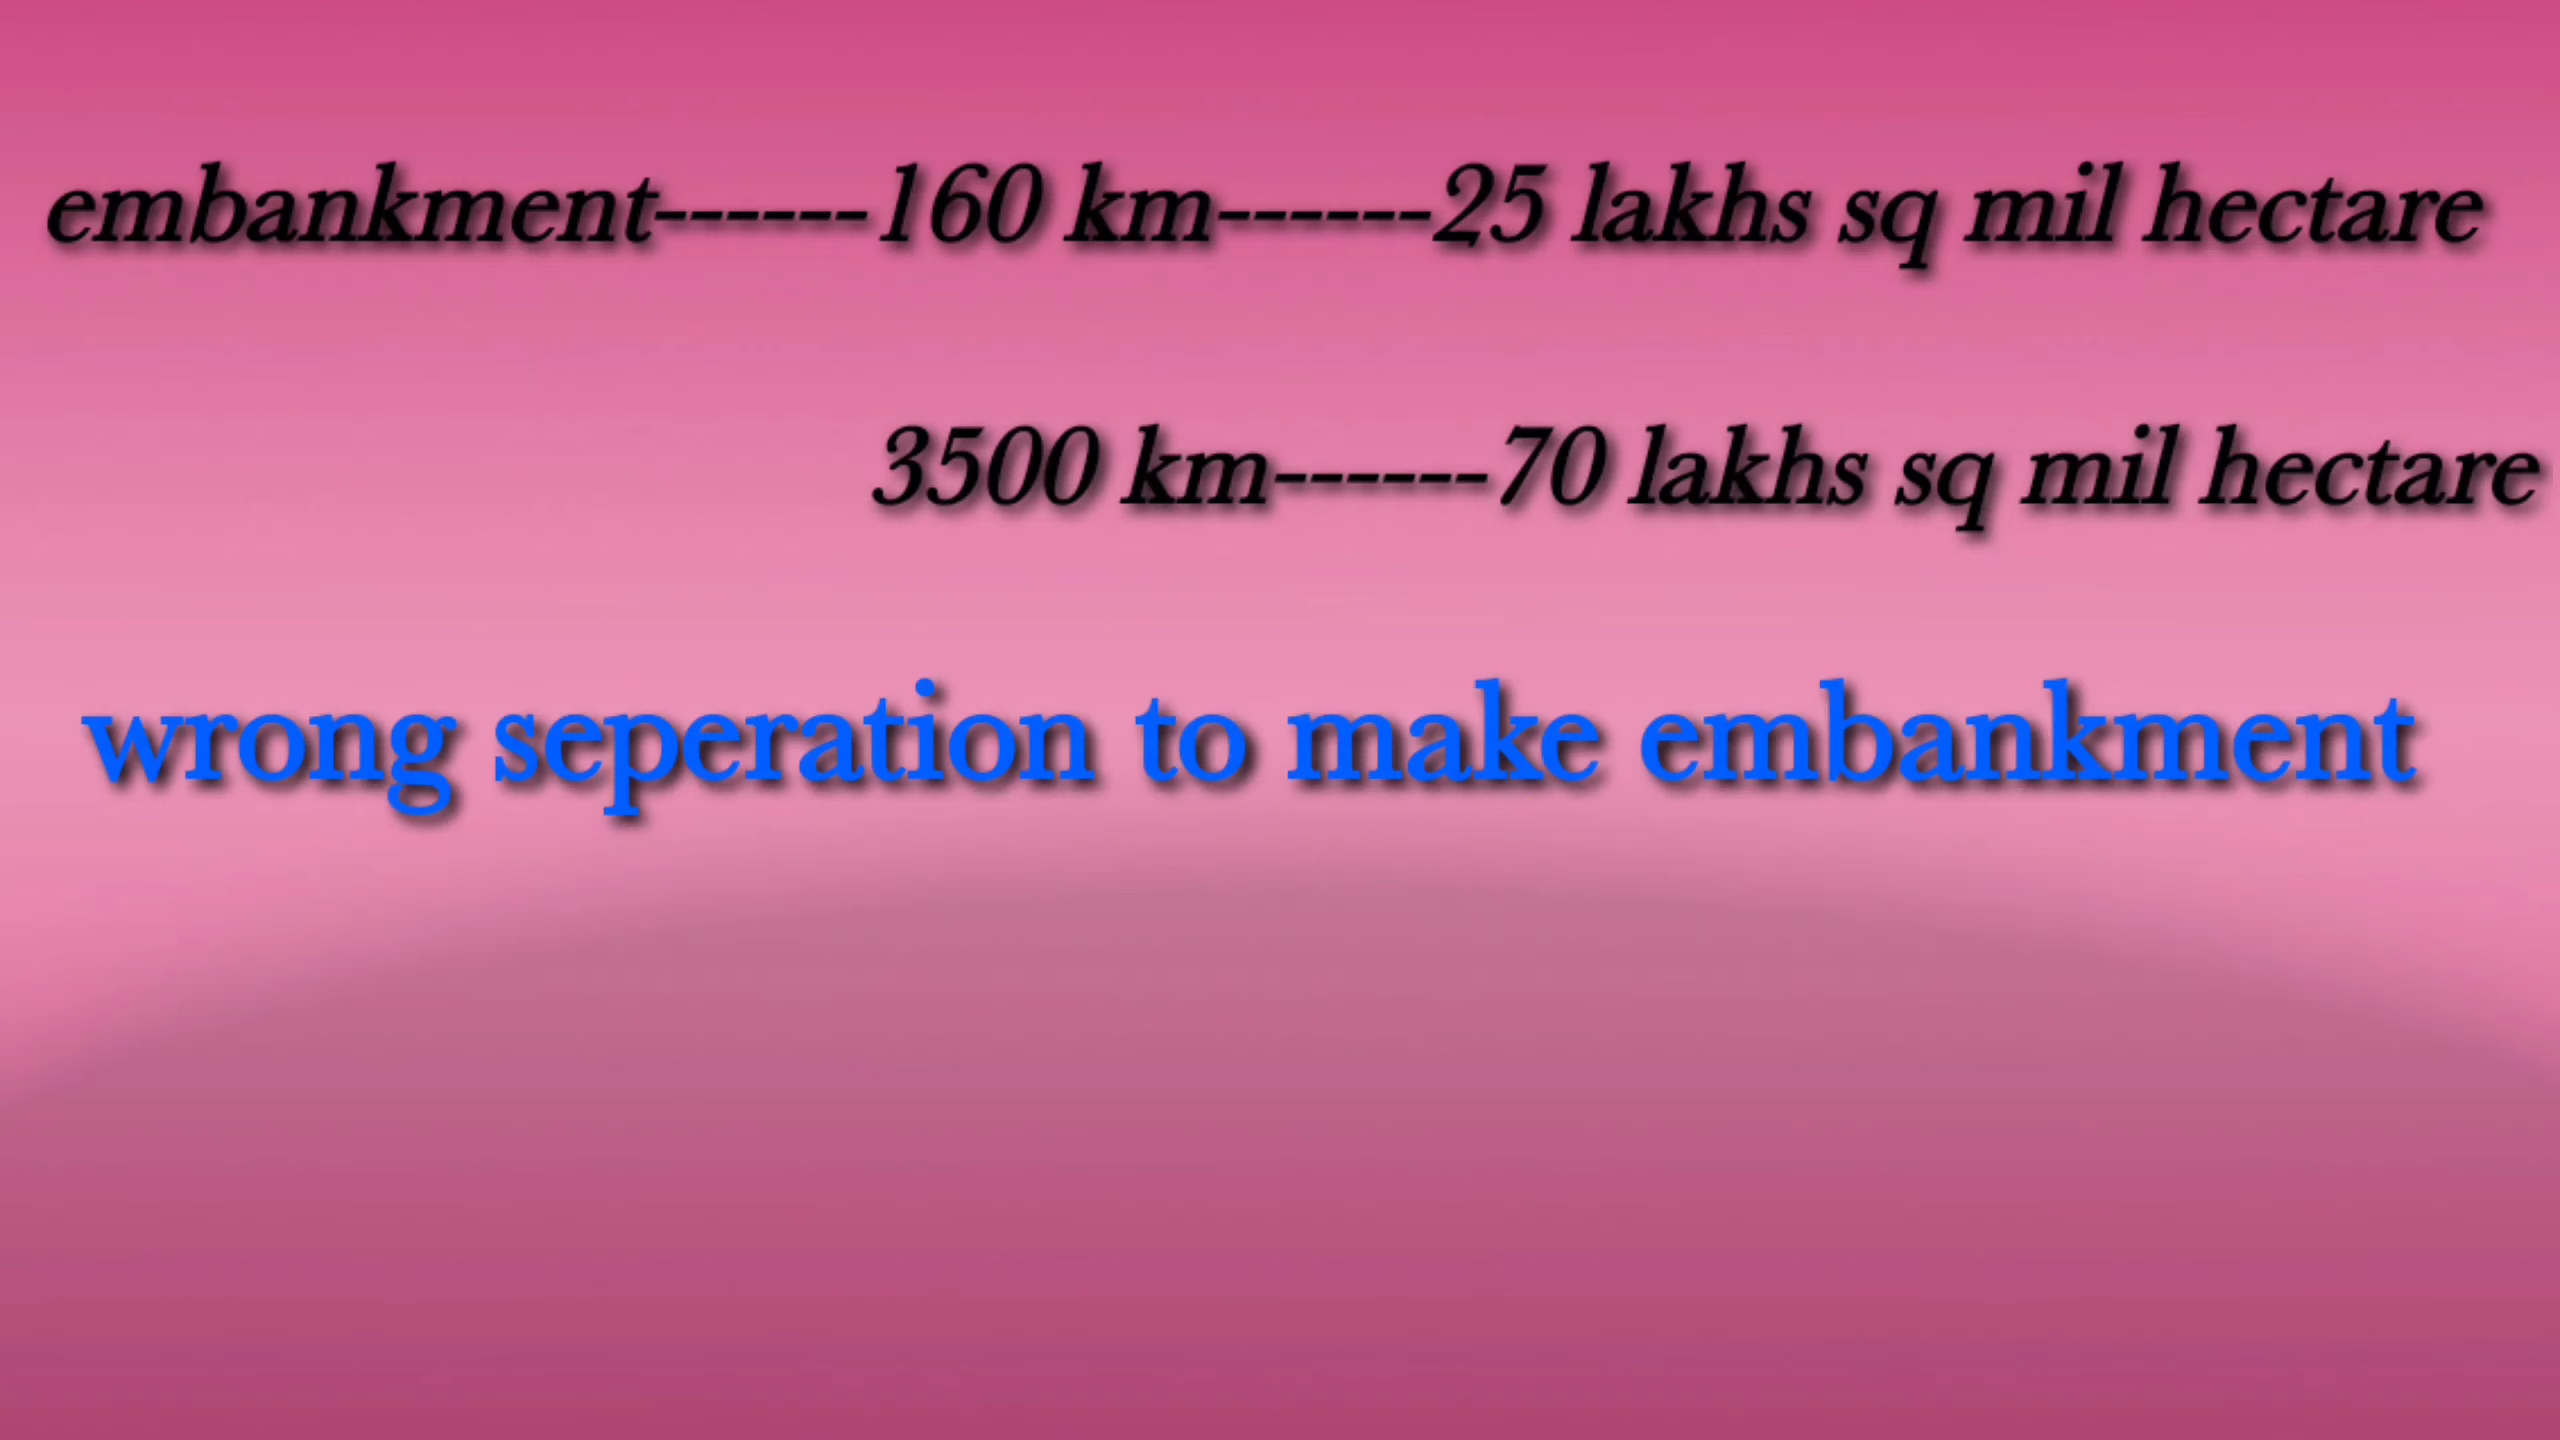 embankment------160 km------25 lakhs sq mil hectare
3500 km------70 lakhs sq mil hectare
wrong seperation to make embankment